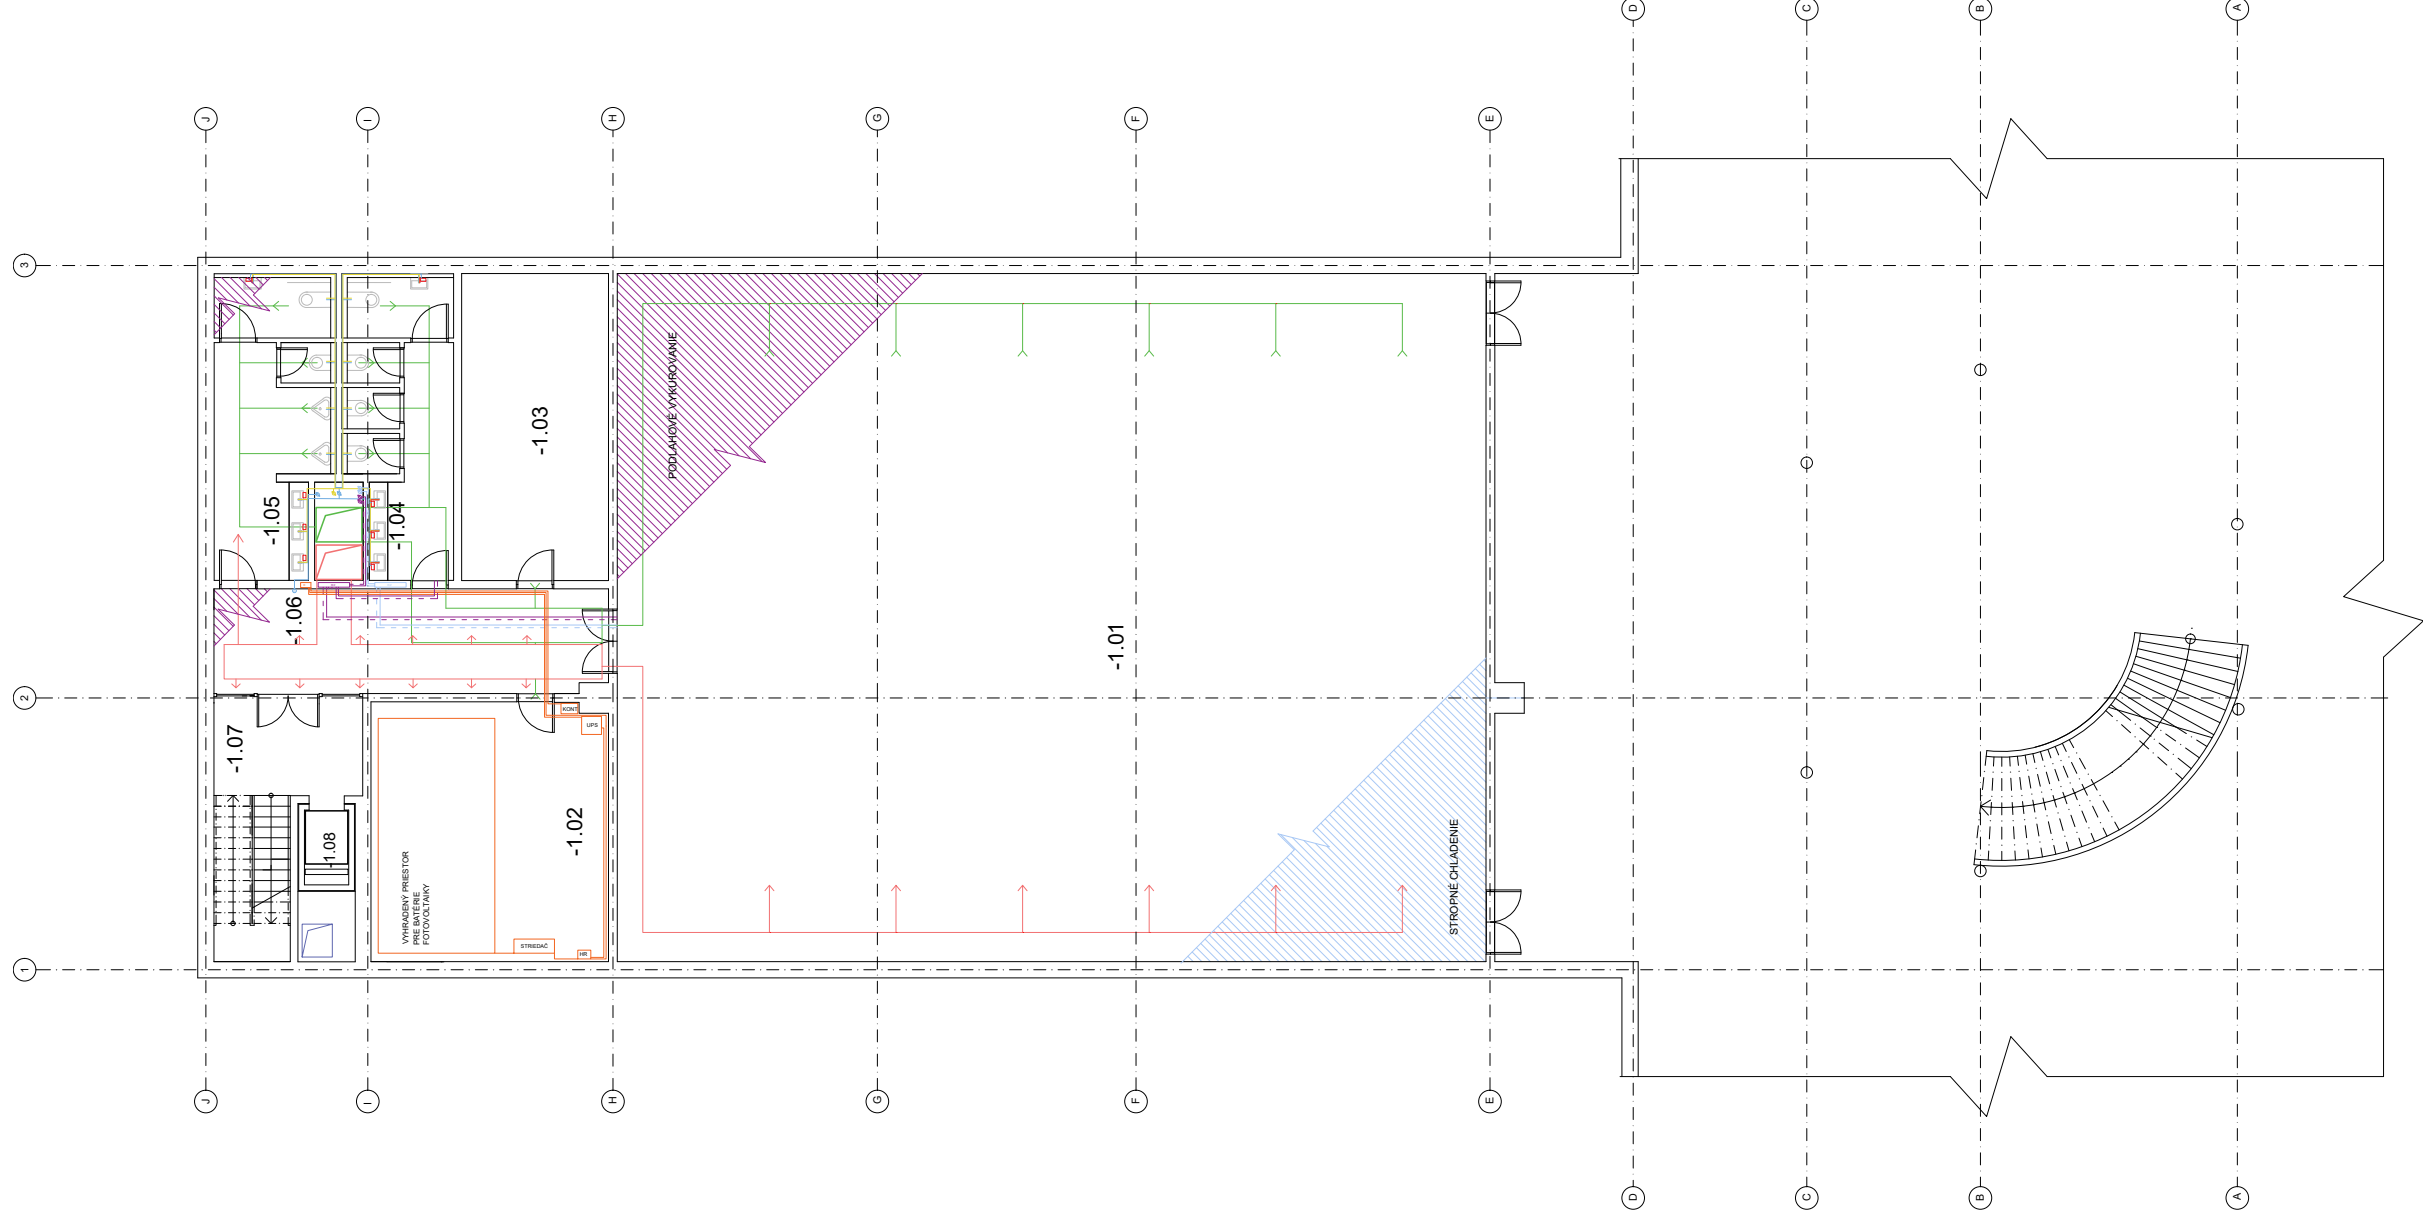 D
C
B
A
J
I
H
G
F
E
3
PODLAHOVÉ VYKUROVANIE
-1.03
-1.05
-1.04
-1.06
-1.01
2
KONT
UPS
-1.07
-1.02
-1.08
STROPNÉ CHLADENIE
VYHRADENÝ PRIESTOR
PRE BATÉRIE
FOTOVOLTAIKY
STRIEDAČ
HR
1
J
I
H
G
F
E
D
C
B
A